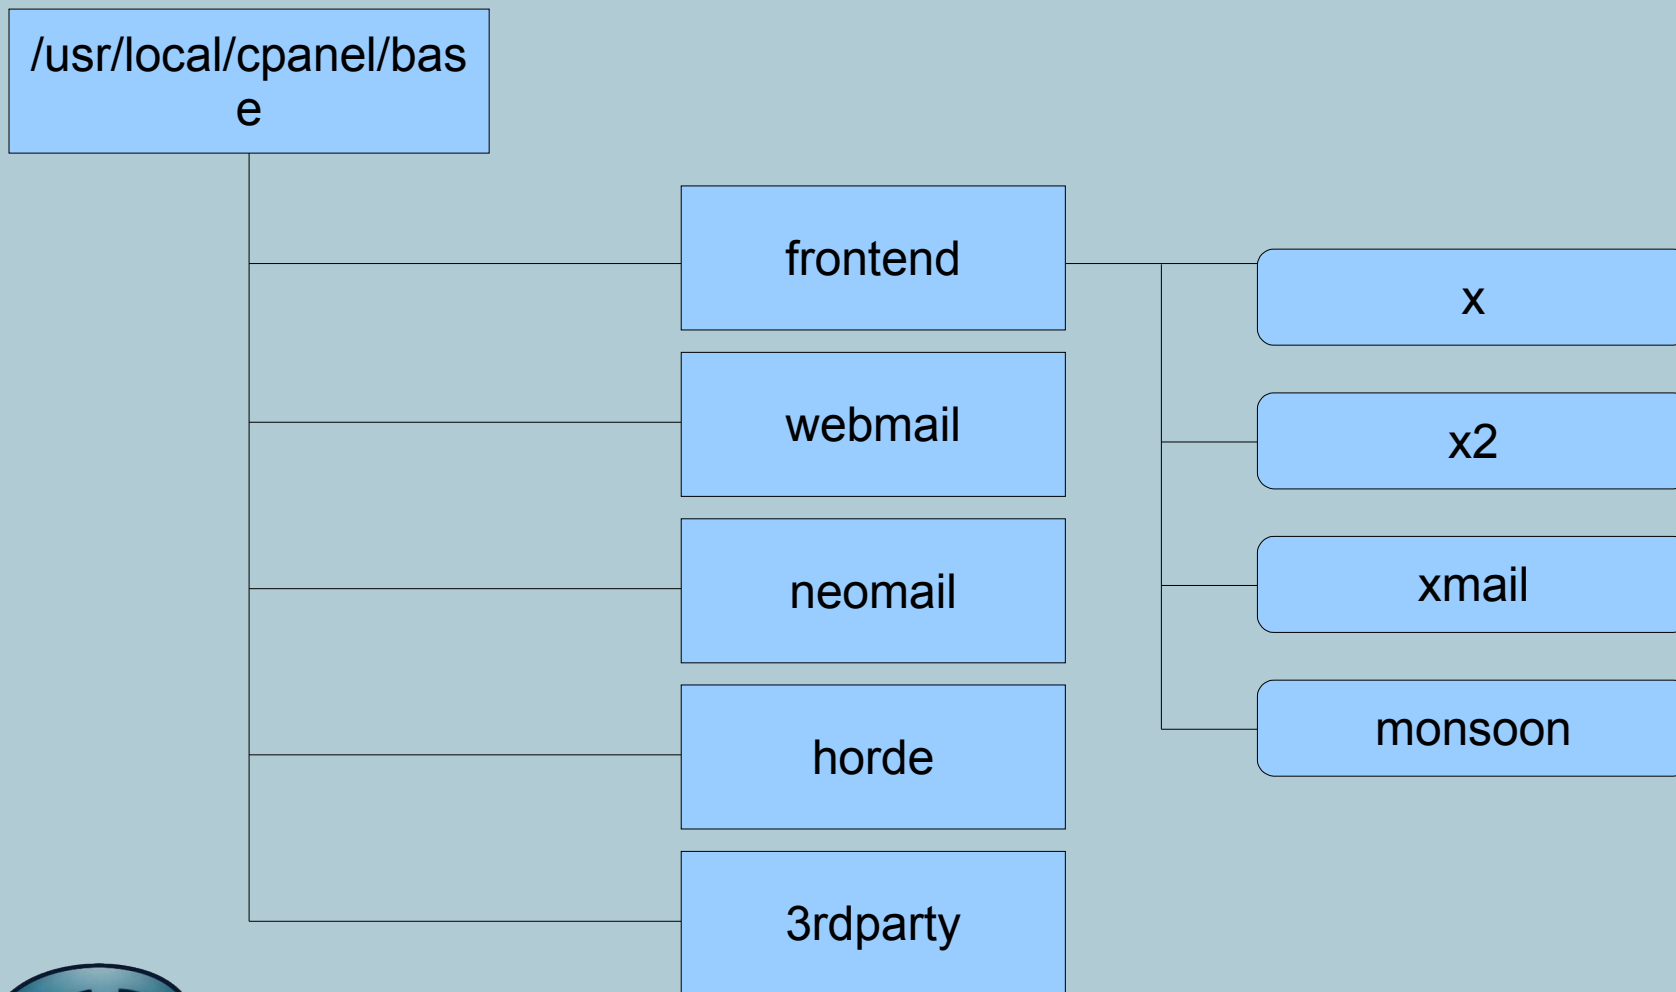 /usr/local/cpanel/bas
e
frontend
x
webmail
x2
neomail
xmail
horde
monsoon
3rdparty